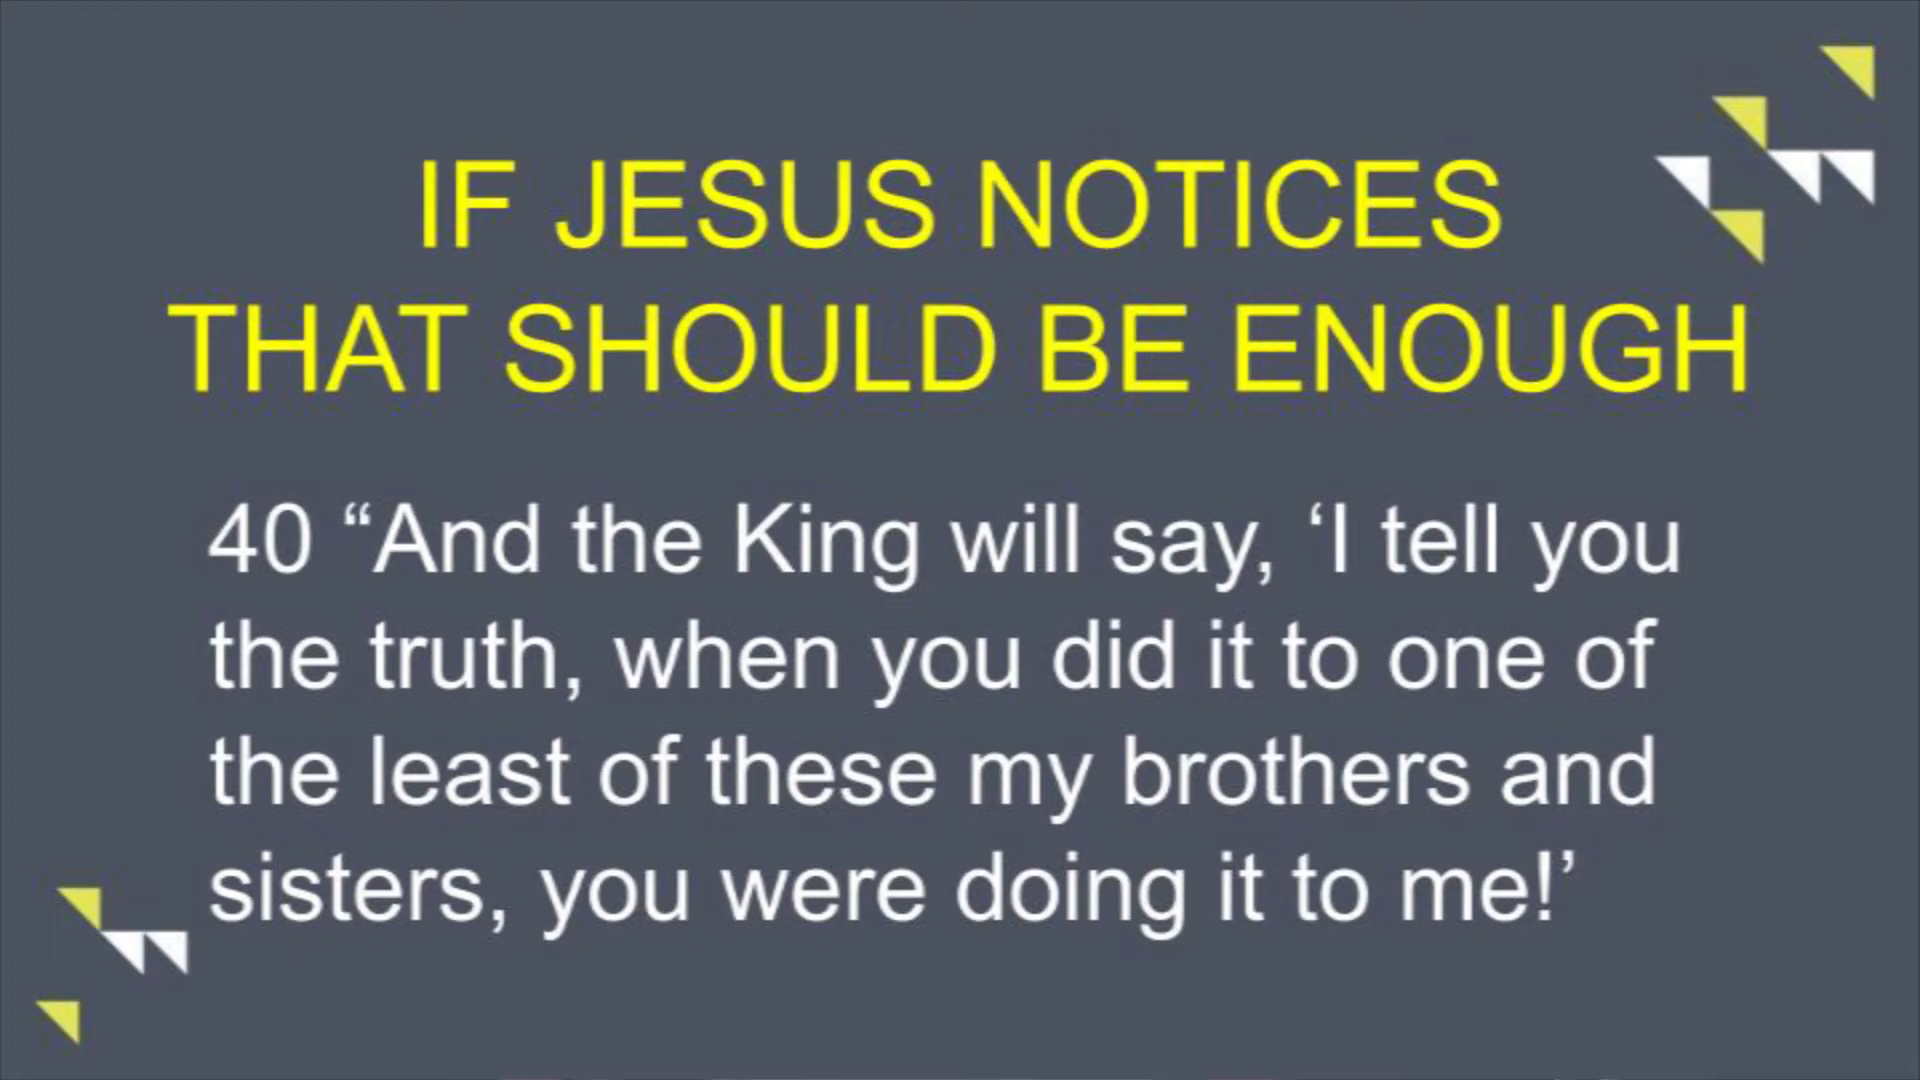 IF JESUS NOTICES
THAT SHOULD BE ENOUGH
40 “And the King will say, ‘I tell you
the truth, when you did it to one of
the least of these my brothers and
sisters, you were doing it to me!’